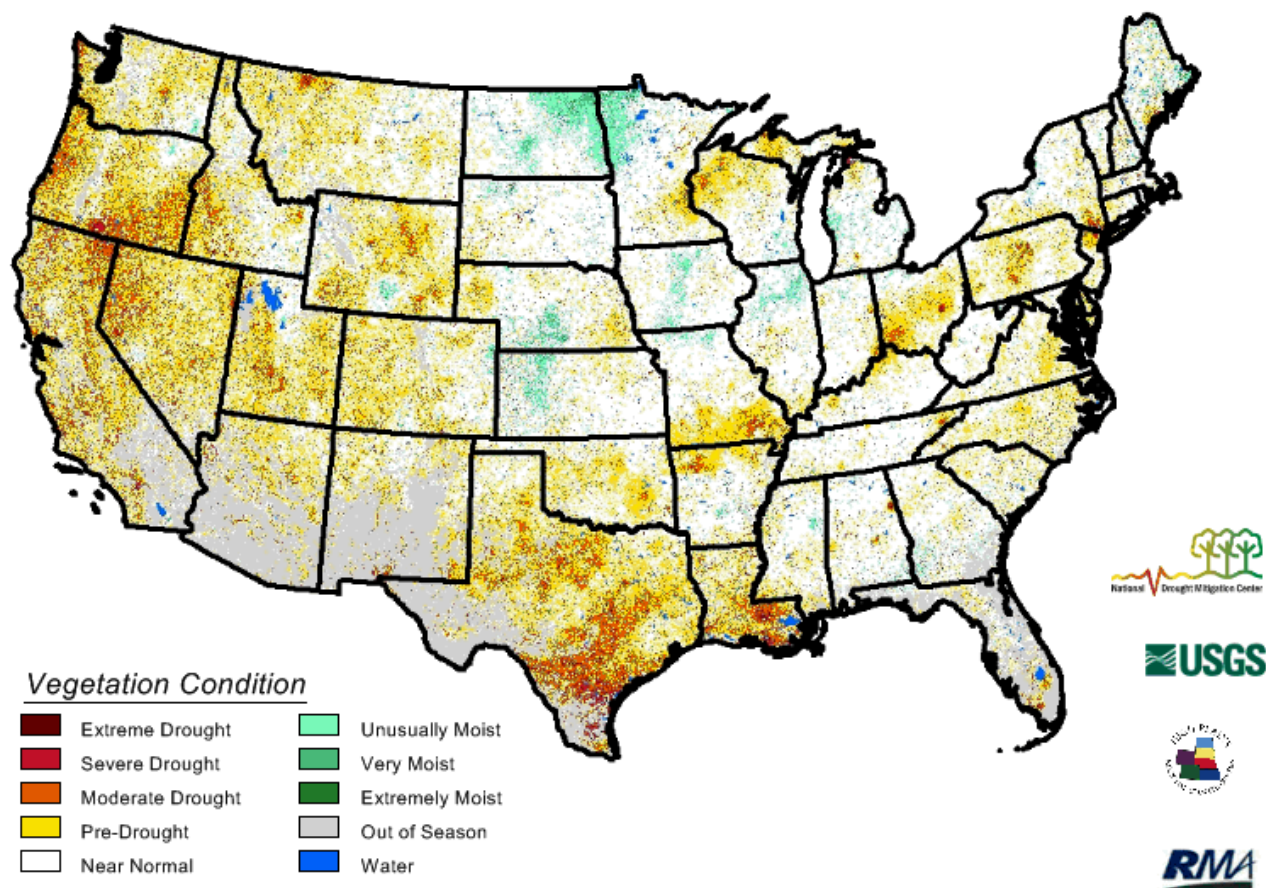 National Drought Mitigation Center
USGS
Vegetation Condition
Extreme Drought
Severe Drought
Moderate Drought
Pre-Drought
Near Normal
Unusually Moist
Very Moist
Extremely Moist
Out of Season
Water
RMA